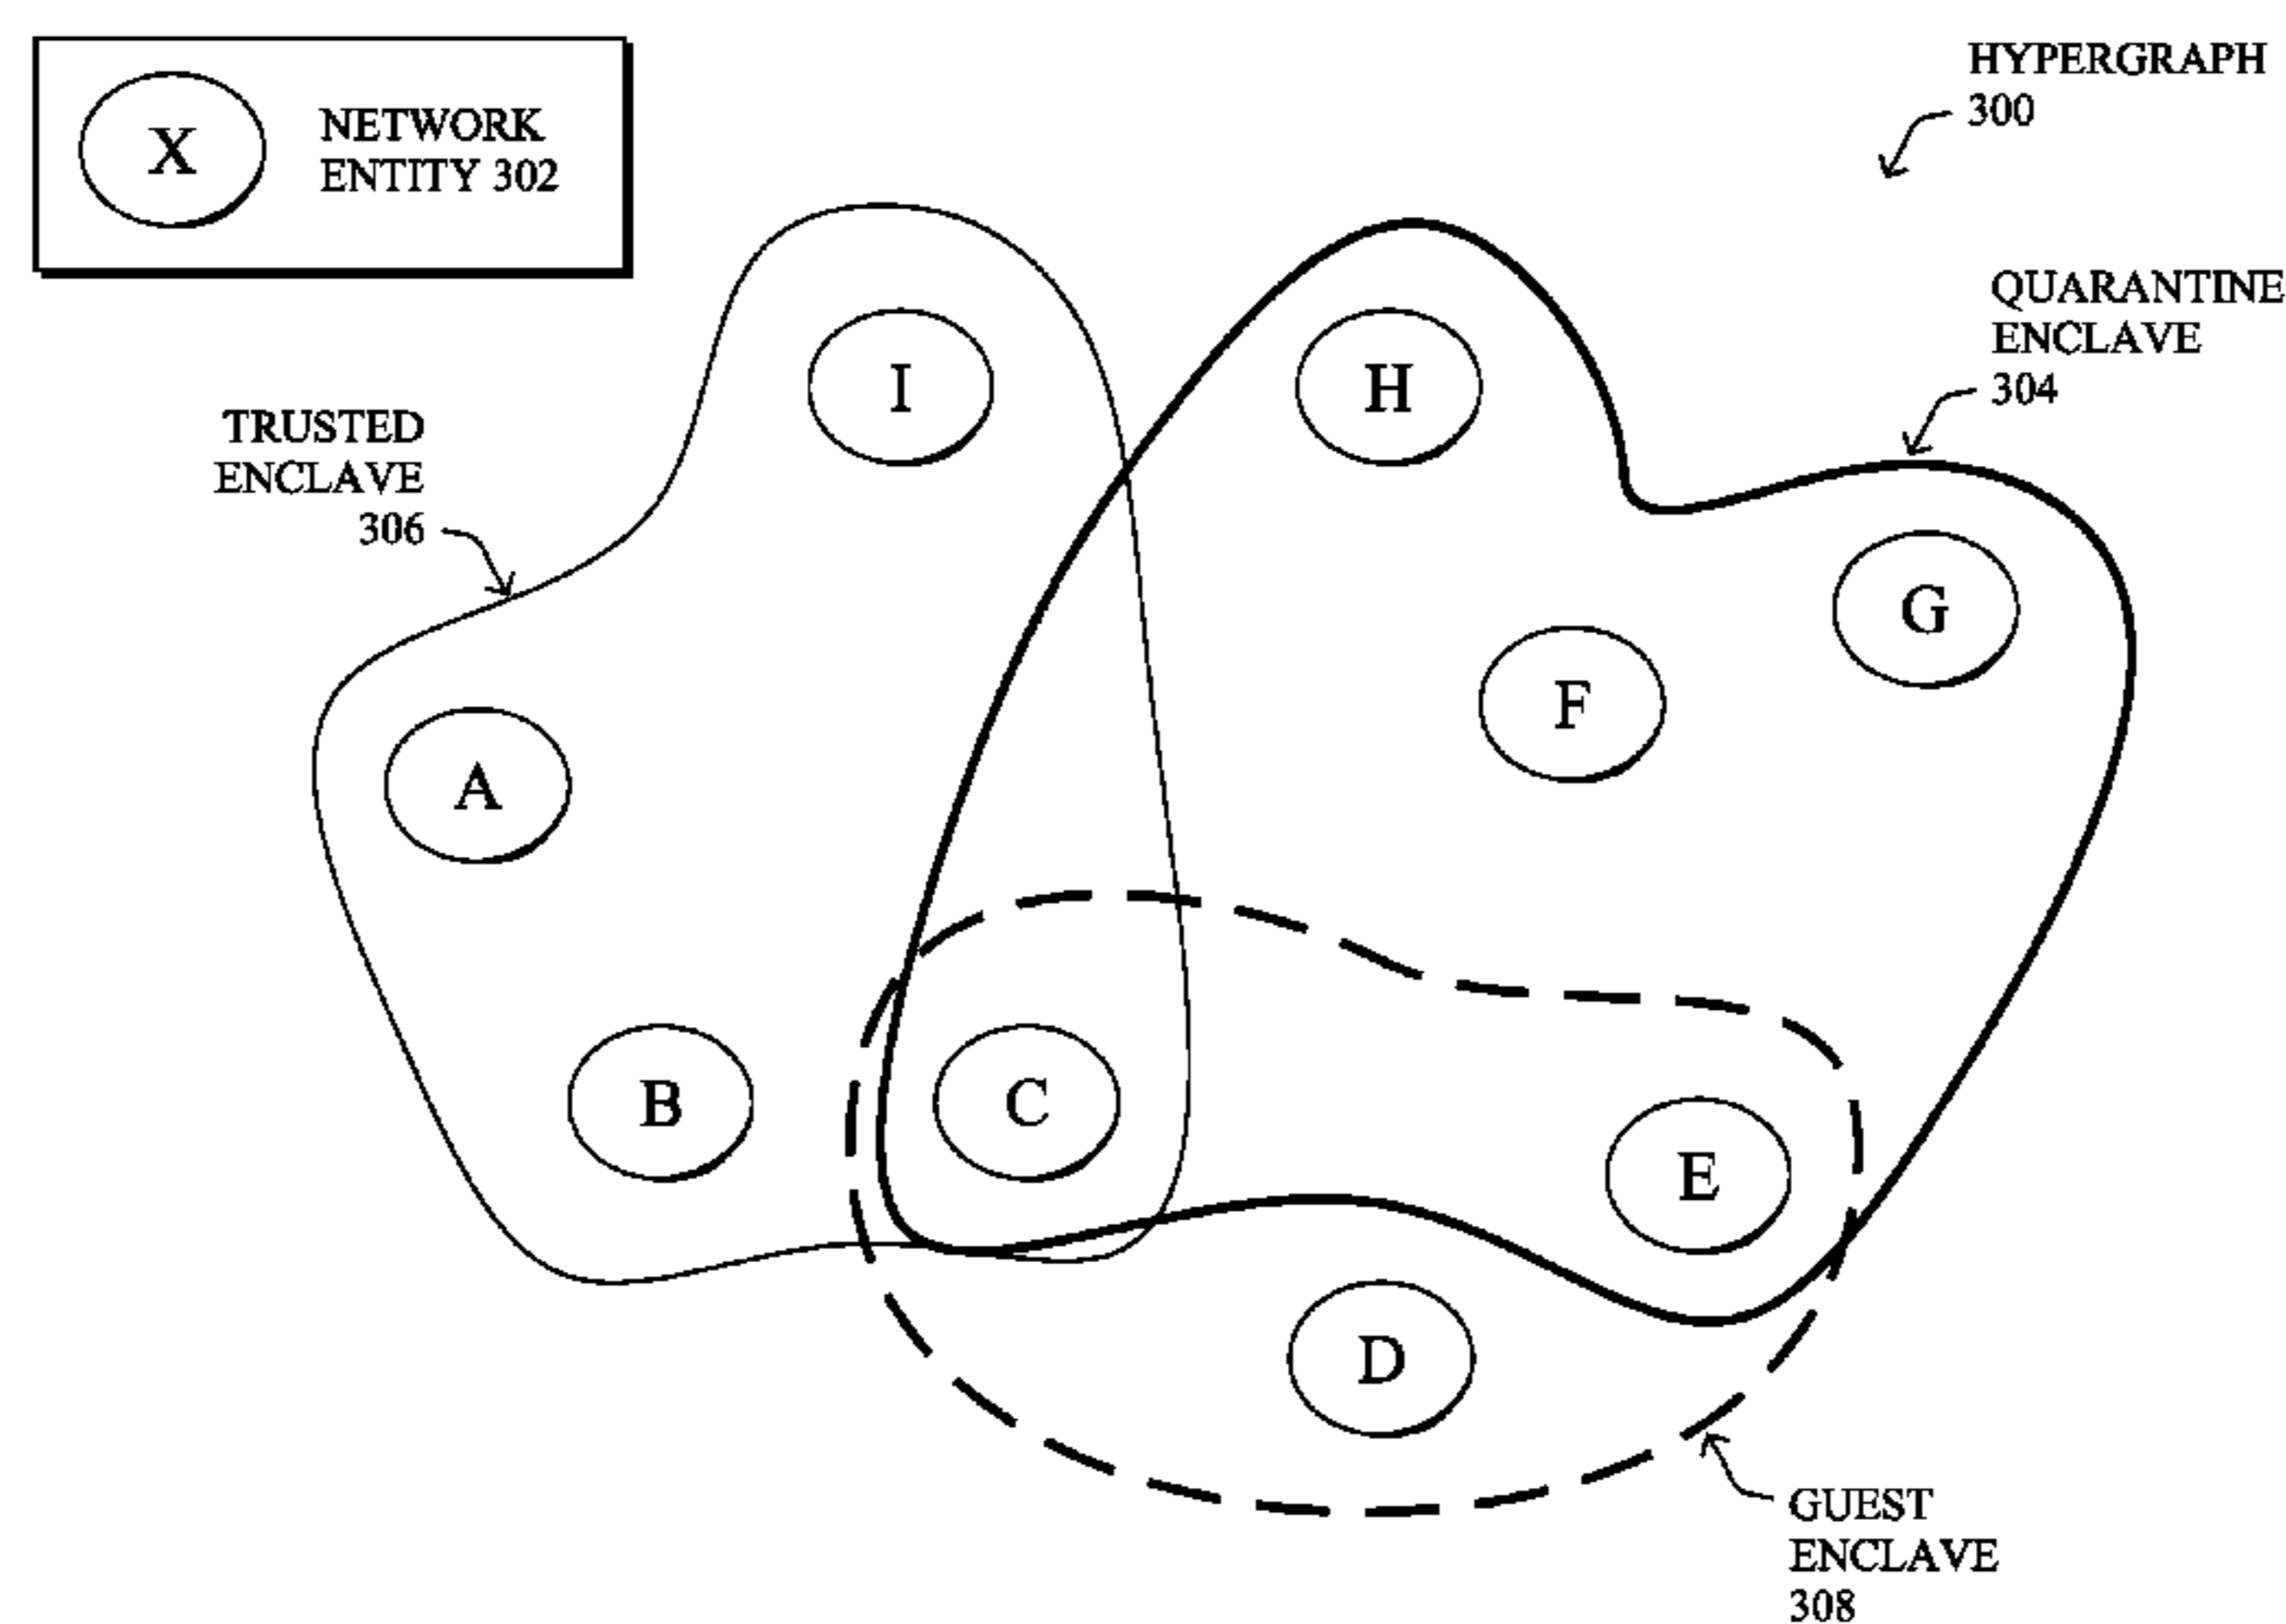 X
NETWORK
ENTITY 302
HYPERGRAPH
300
QUARANTINE
ENCLAVE
304
TRUSTED
ENCLAVE
306
I
H
G
F
A
B
C
E
D
GUEST
ENCLAVE
308